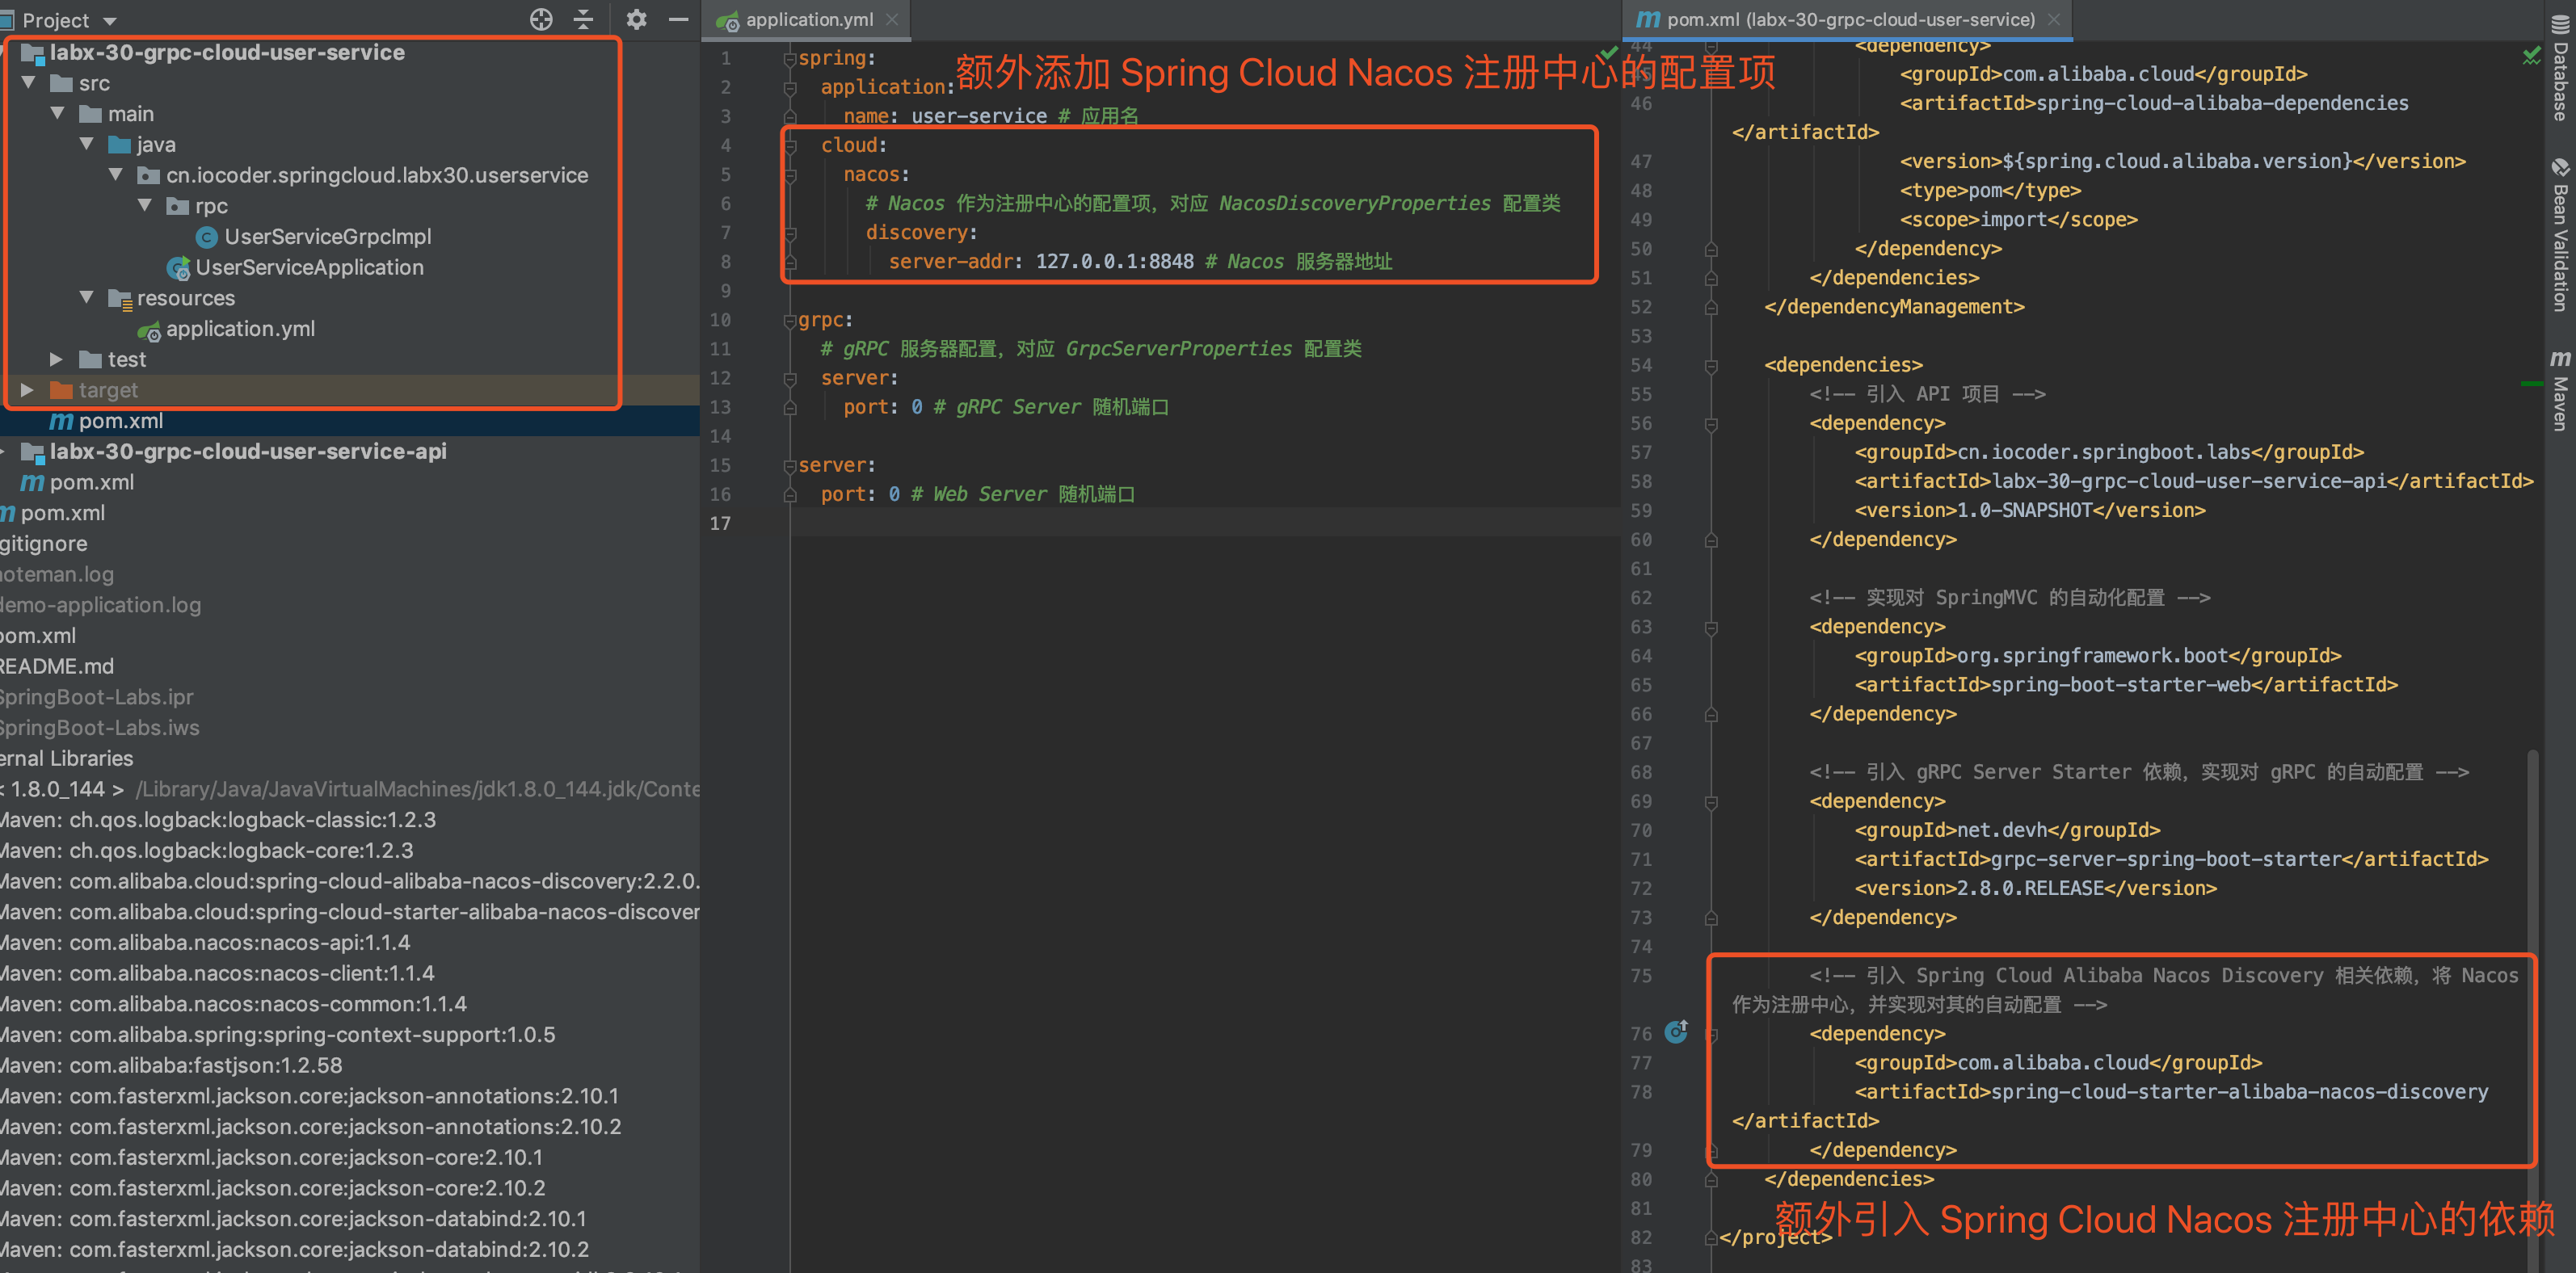 Project
labx-30-grpc-cloud-user-service
src
main
java
cn.iocoder.springcloud.labx30.userservice
rpc
UserServiceGrpcImpl
UserServiceApplication
resources
application.yml
test
target
pom.xml
labx-30-grpc-cloud-user-service-api
pom.xml
pom.xml
gitignore
noteman.log
demo-application.log
pom.xml
README.md
SpringBoot-Labs.ipr
SpringBoot-Labs.iws
ernal Libraries
< 1.8.0_144 > /Library/Java/JavaVirtualMachines/jdk1.8.0_144.jdk/Conte
Maven: ch.qos.logback:logback-classic:1.2.3
Maven: ch.qos.logback:logback-core:1.2.3
Maven: com.alibaba.cloud:spring-cloud-alibaba-nacos-discovery:2.2.0.
Maven: com.alibaba.cloud:spring-cloud-starter-alibaba-nacos-discover
Maven: com.alibaba.nacos:nacos-api:1.1.4
Maven: com.alibaba.nacos:nacos-client:1.1.4
Maven: com.alibaba.nacos:nacos-common:1.1.4
Maven: com.alibaba.spring:spring-context-support:1.0.5
Maven: com.alibaba:fastjson:1.2.58
Maven: com.fasterxml.jackson.core:jackson-annotations:2.10.1
Maven: com.fasterxml.jackson.core:jackson-annotations:2.10.2
Maven: com.fasterxml.jackson.core:jackson-core:2.10.1
Maven: com.fasterxml.jackson.core:jackson-core:2.10.2
Maven: com.fasterxml.jackson.core:jackson-databind:2.10.1
Maven: com.fasterxml.jackson.core:jackson-databind:2.10.2
application.yml
额外添加 Spring Cloud Nacos 注册中心的配置项
1 spring:
2 application:
3 name: user-service # 应用名
4 cloud:
5 nacos:
6 # Nacos 作为注册中心的配置项，对应 NacosDiscoveryProperties 配置类
7 discovery:
8 server-addr: 127.0.0.1:8848 # Nacos 服务器地址
9
10 grpc:
11 # gRPC 服务器配置，对应 GrpcServerProperties 配置类
12 server:
13 port: 0 # gRPC Server 随机端口
14
15 server:
16 port: 0 # Web Server 随机端口
17
pom.xml (labx-30-grpc-cloud-user-service)
44 <dependency>
<groupId>com.alibaba.cloud</groupId>
46 <artifactId>spring-cloud-alibaba-dependencies
</artifactId>
47 <version>${spring.cloud.alibaba.version}</version>
48 <type>pom</type>
49 <scope>import</scope>
50 </dependency>
51 </dependencies>
52 </dependencyManagement>
53
54 <dependencies>
55 <!-- 引入 API 项目 -->
56 <dependency>
57 <groupId>cn.iocoder.springboot.labs</groupId>
58 <artifactId>labx-30-grpc-cloud-user-service-api</artifactId>
59 <version>1.0-SNAPSHOT</version>
60 </dependency>
61
62 <!-- 实现对 SpringMVC 的自动化配置 -->
63 <dependency>
64 <groupId>org.springframework.boot</groupId>
65 <artifactId>spring-boot-starter-web</artifactId>
66 </dependency>
67
68 <!-- 引入 gRPC Server Starter 依赖，实现对 gRPC 的自动配置 -->
69 <dependency>
70 <groupId>net.devh</groupId>
71 <artifactId>grpc-server-spring-boot-starter</artifactId>
72 <version>2.8.0.RELEASE</version>
73 </dependency>
74
75 <!-- 引入 Spring Cloud Alibaba Nacos Discovery 相关依赖，将 Nacos
作为注册中心，并实现对其的自动配置 -->
76 <dependency>
77 <groupId>com.alibaba.cloud</groupId>
78 <artifactId>spring-cloud-starter-alibaba-nacos-discovery
</artifactId>
79 </dependency>
80 </dependencies>
81
额外引入 Spring Cloud Nacos 注册中心的依赖
82 </project>
83
Database
Bean Validation
Maven